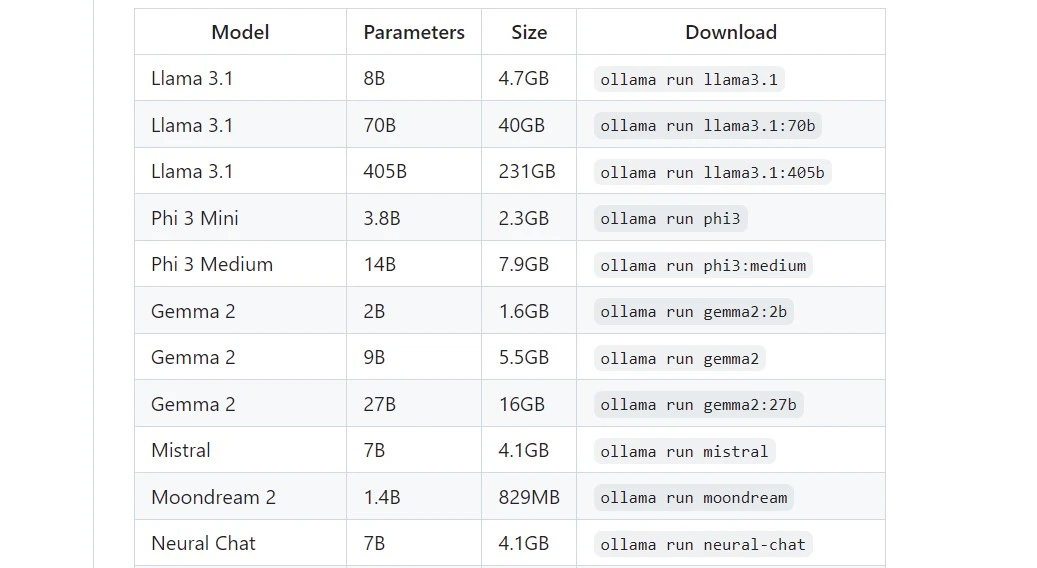 Model Parameters Size Download
Llama 3.1 8B 4.7GB ollama run llama3.1
Llama 3.1 70B 40GB ollama run llama3.1:70b
Llama 3.1 405B 231GB ollama run llama3.1:405b
Phi 3 Mini 3.8B 2.3GB ollama run phi3
Phi 3 Medium 14B 7.9GB ollama run phi3:medium
Gemma 2 2B 1.6GB ollama run gemma2:2b
Gemma 2 9B 5.5GB ollama run gemma2
Gemma 2 27B 16GB ollama run gemma2:27b
Mistral 7B 4.1GB ollama run mistral
Moondream 2 1.4B 829MB ollama run moondream
Neural Chat 7B 4.1GB ollama run neural-chat